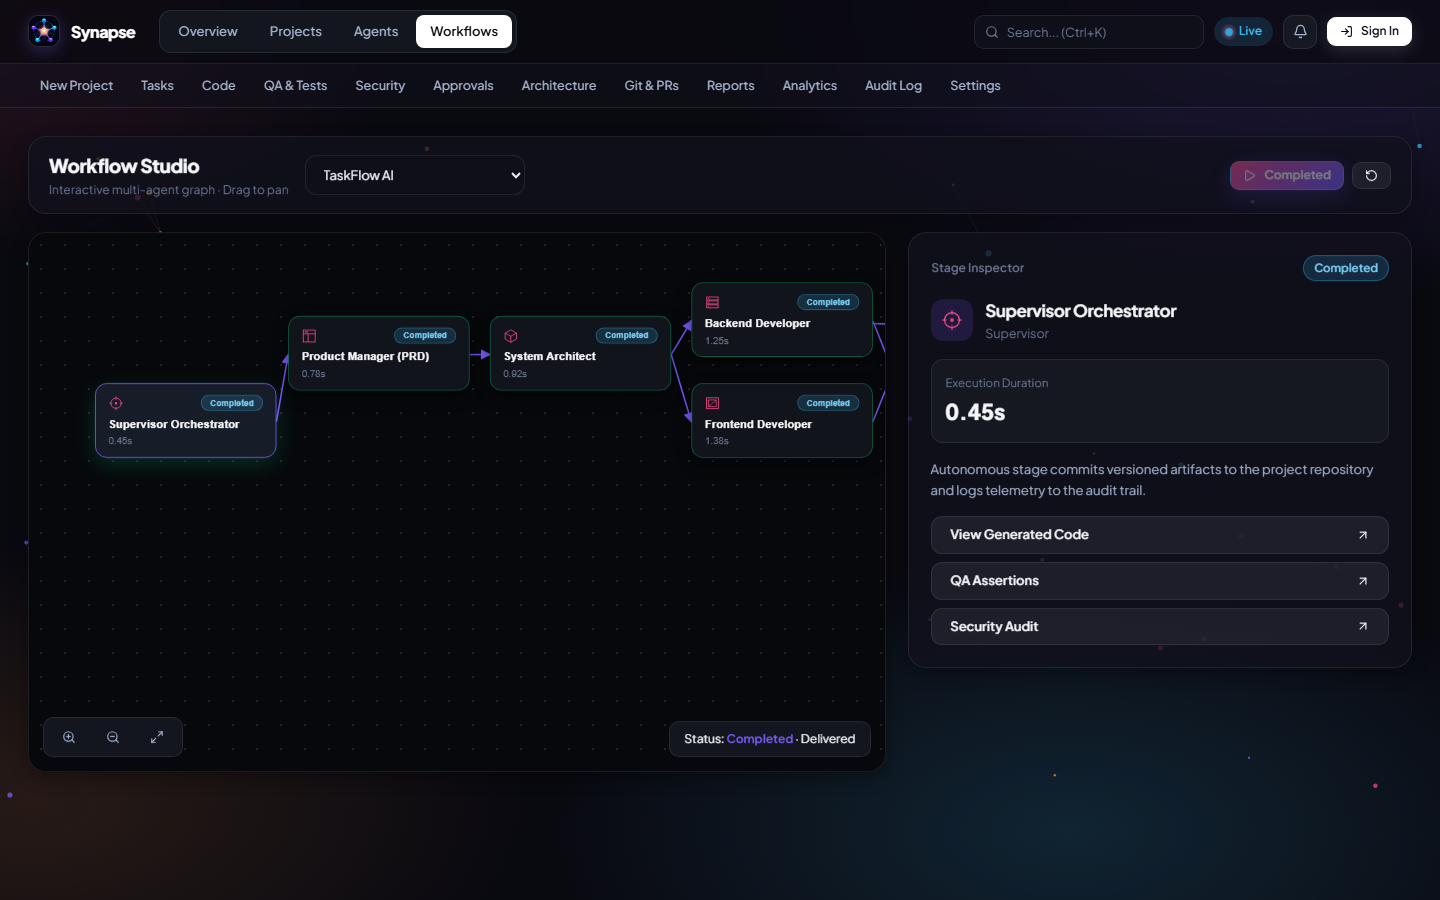 Synapse
Overview
Projects
Agents
Workflows
Search... (Ctrl+K)
Live
Sign In
New Project
Tasks
Code
QA & Tests
Security
Approvals
Architecture
Git & PRs
Reports
Analytics
Audit Log
Settings
Workflow Studio
Interactive multi-agent graph · Drag to pan
TaskFlow AI
Completed
Completed
Supervisor Orchestrator
0.45s
Completed
Product Manager (PRD)
0.78s
Completed
System Architect
0.92s
Completed
Backend Developer
1.25s
Completed
Frontend Developer
1.38s
Status: Completed · Delivered
Stage Inspector
Completed
Supervisor Orchestrator
Supervisor
Execution Duration
0.45s
Autonomous stage commits versioned artifacts to the project repository
and logs telemetry to the audit trail.
View Generated Code
QA Assertions
Security Audit